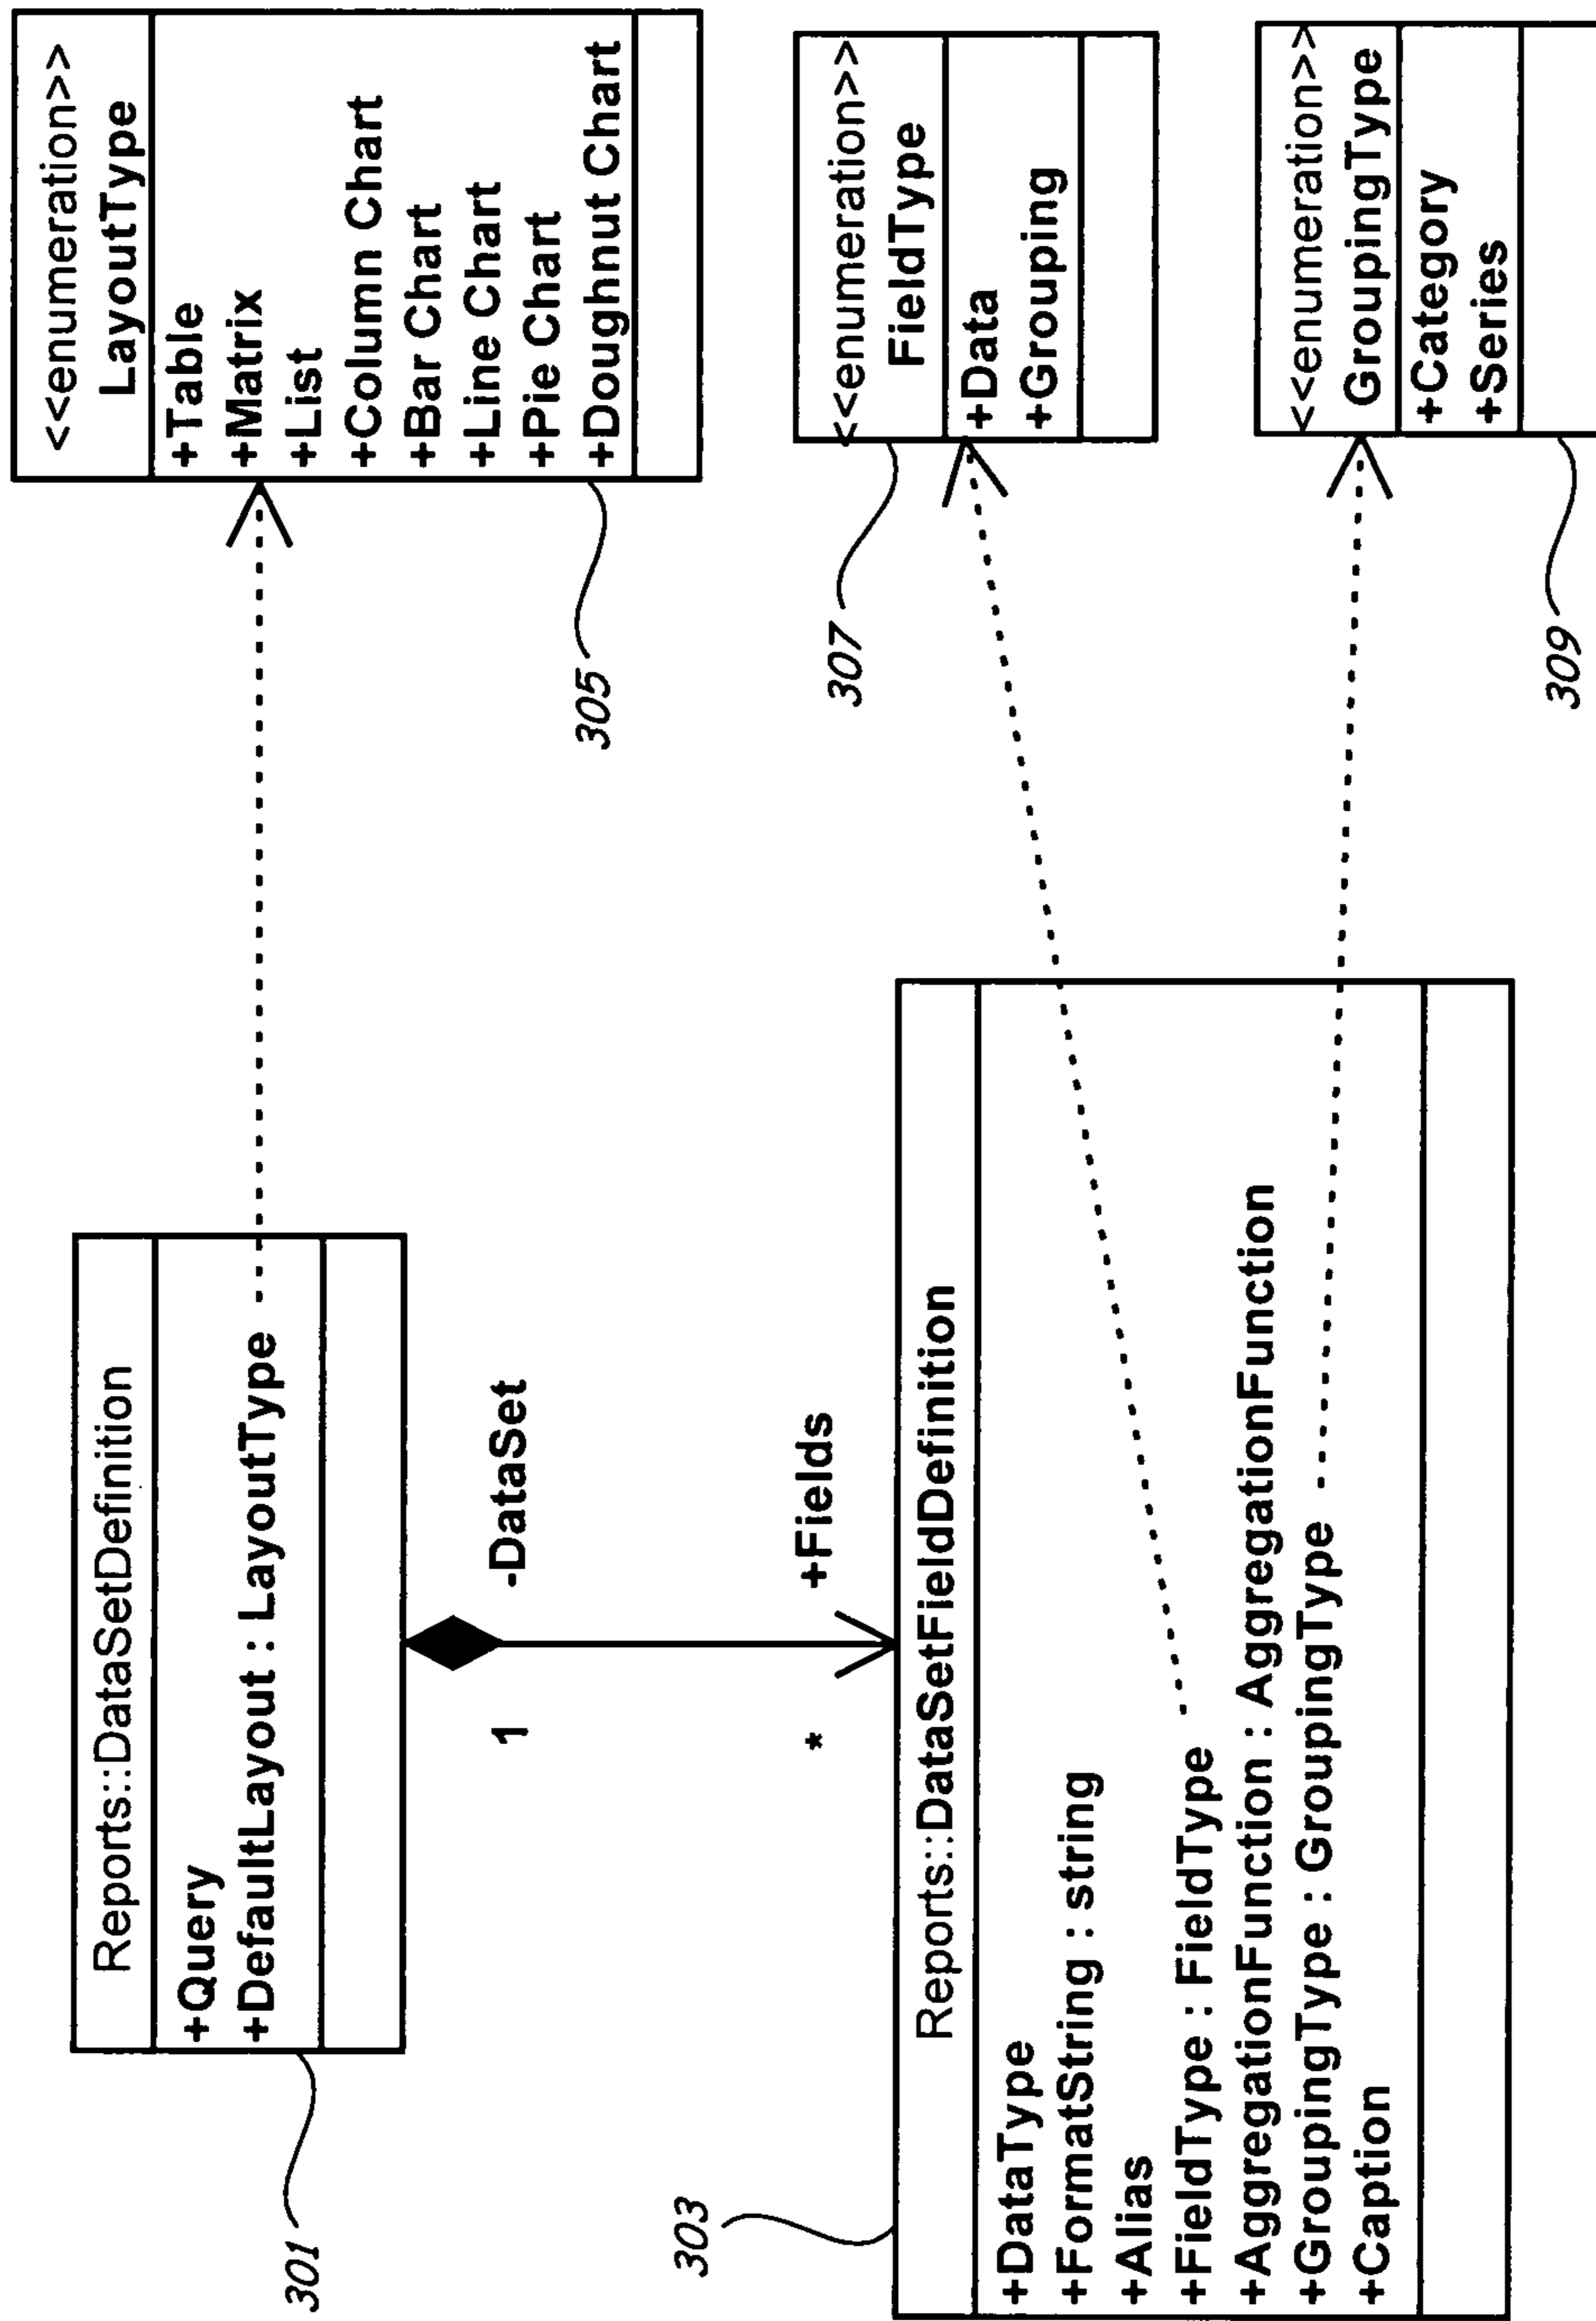 Reports::DataSetDefinition
+Query
+DefaultLayout : LayoutType
301
-DataSet
1
+Fields
*
303
Reports::DataSetFieldDefinition
+DataType
+FormatString : string
+Alias
+FieldType : FieldType
+AggregationFunction : AggregationFunction
+GroupingType : GroupingType
+Caption
<<enumeration>>
LayoutType
+Table
+Matrix
+List
+Column Chart
+Bar Chart
+Line Chart
+Pie Chart
+Doughnut Chart
305
<<enumeration>>
FieldType
+Data
+Grouping
307
<<enumeration>>
GroupingType
+Category
+Series
309